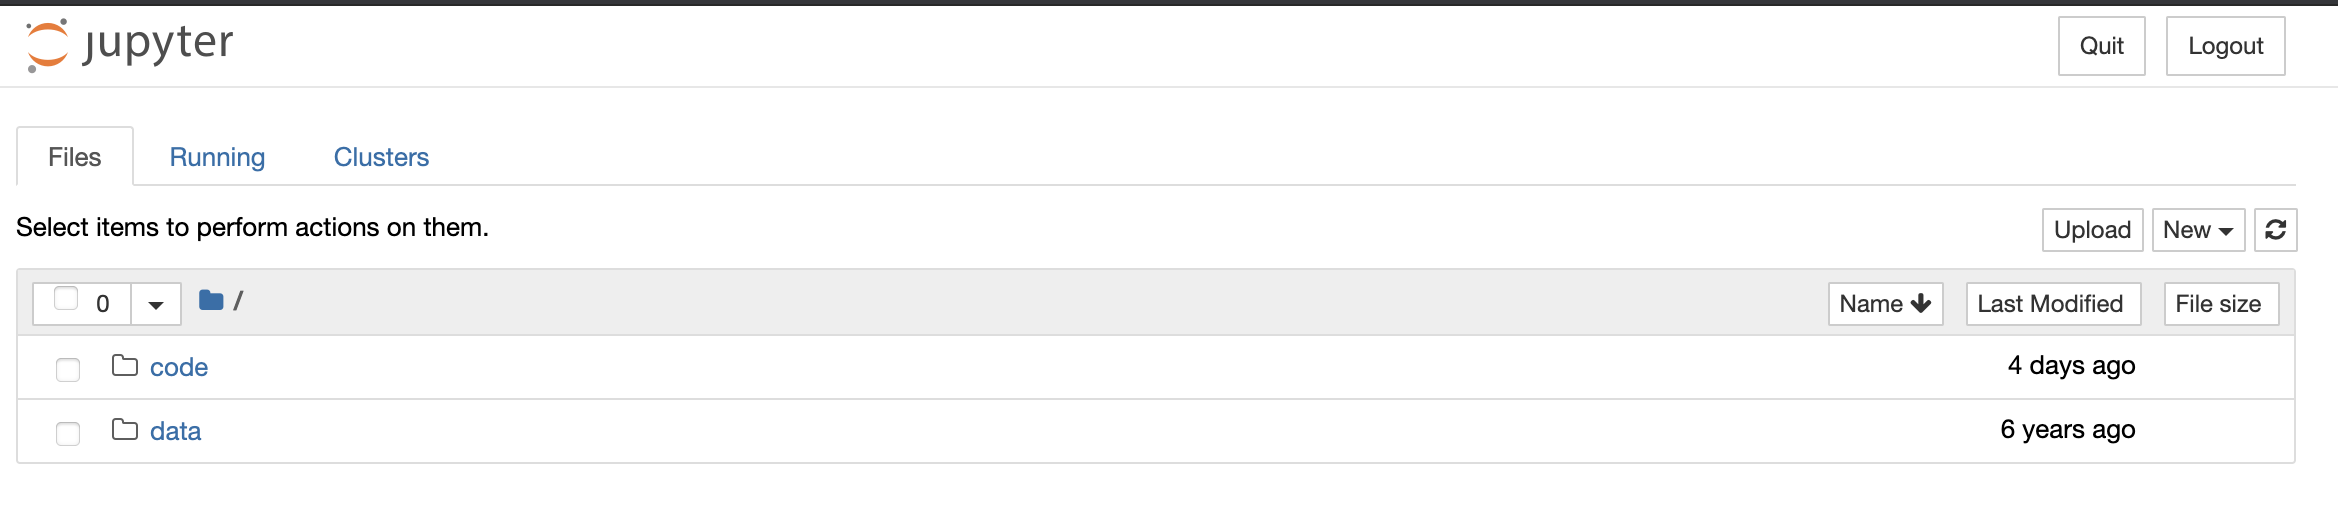 jupyter
Quit
Logout
Files
Running
Clusters
Select items to perform actions on them.
Upload
New
0
/
Name
Last Modified
File size
code
4 days ago
data
6 years ago